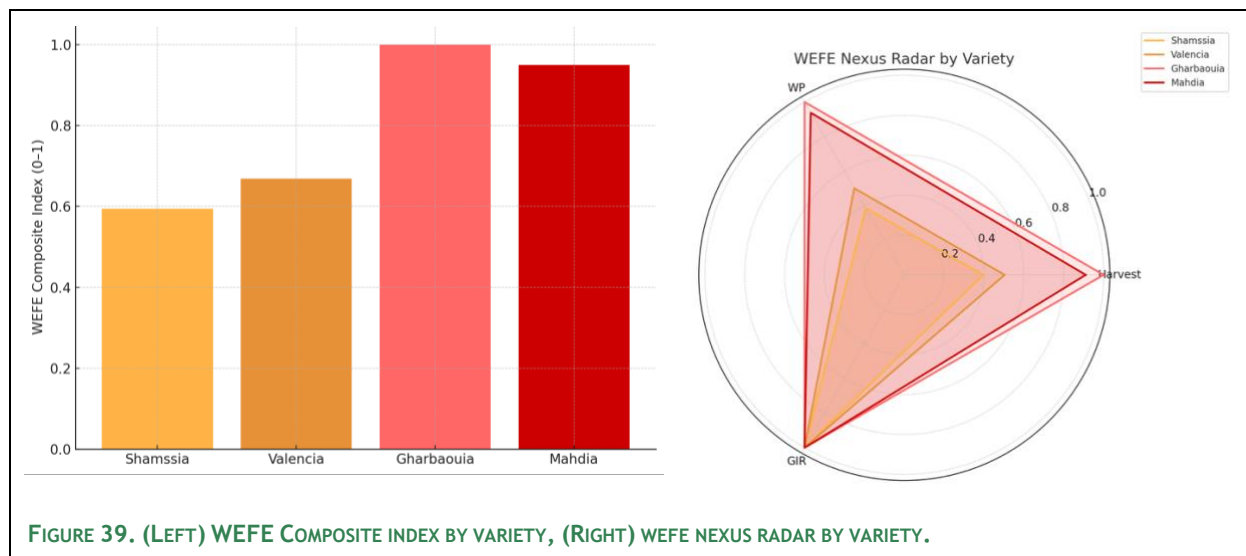 WEFE Composite Index (0–1)
1.0
0.8
0.6
0.4
0.2
0.0
Shamssia
Valencia
Gharbaouia
Mahdia
WEFE Nexus Radar by Variety
Shamssia
Valencia
Gharbaouia
Mahdia
WP
1.0
0.8
0.6
0.4
0.2
Harvest
GIR
FIGURE 39. (LEFT) WEFE COMPOSITE INDEX BY VARIETY, (RIGHT) WEFE NEXUS RADAR BY VARIETY.